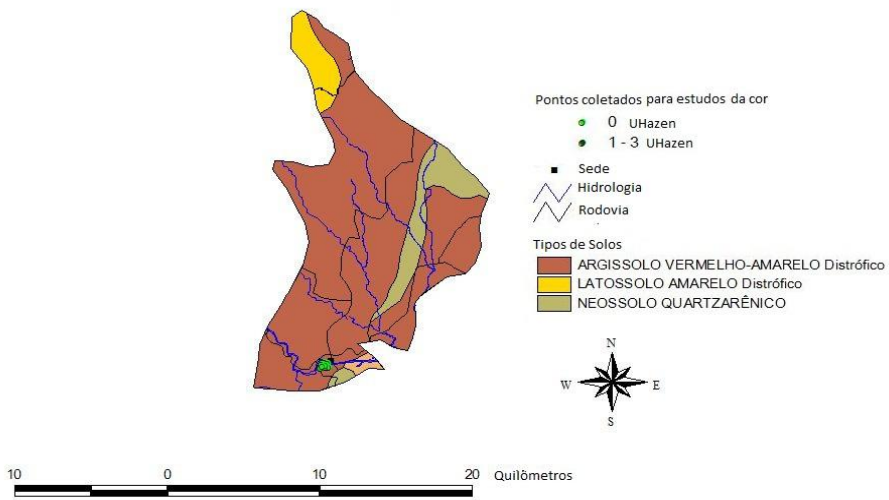 Pontos coletados para estudos da cor
0 UHazen
1 - 3 UHazen
Sede
Hidrologia
Rodovia
Tipos de Solos
ARGISSOLO VERMELHO-AMARELO Distrófico
LATOSSOLO AMARELO Distrófico
NEOSSOLO QUARTZARÊNICO
N
W E
S
10 0 10 20 Quilômetros